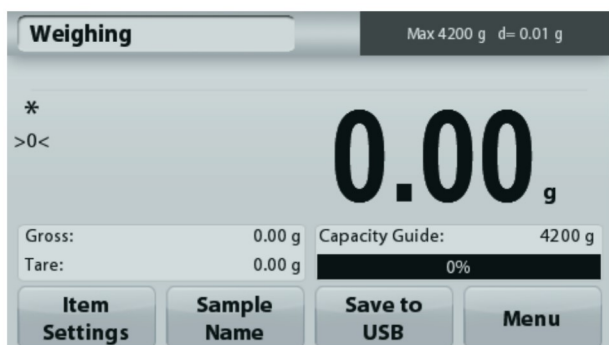 Weighing
Max 4200 g d= 0.01 g
*
>0<
0.00 g
Gross: 0.00 g
Tare: 0.00 g
Capacity Guide: 4200 g
0%
Item Settings
Sample Name
Save to USB
Menu